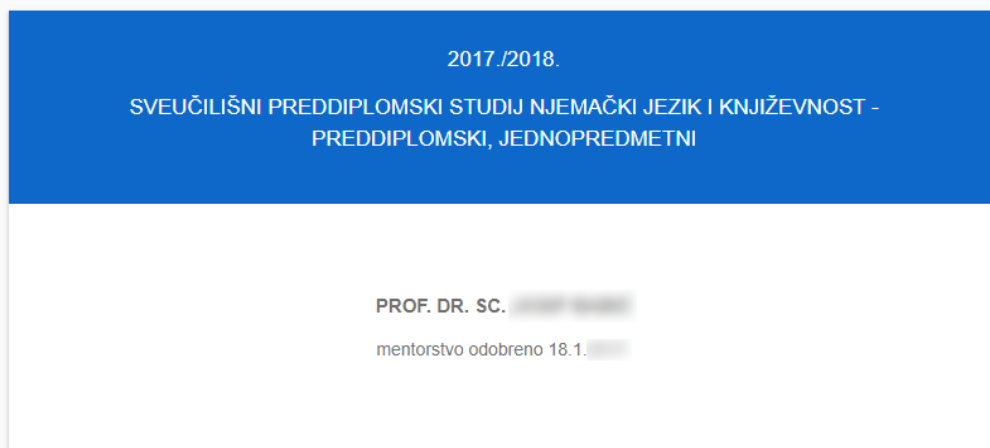 2017./2018.
SVEUČILIŠNI PREDDIPLOMSKI STUDIJ NJEMAČKI JEZIK I KNJIŽEVNOST -
PREDDIPLOMSKI, JEDNOPREDMETNI
PROF. DR. SC.
mentorstvo odobreno 18.1.